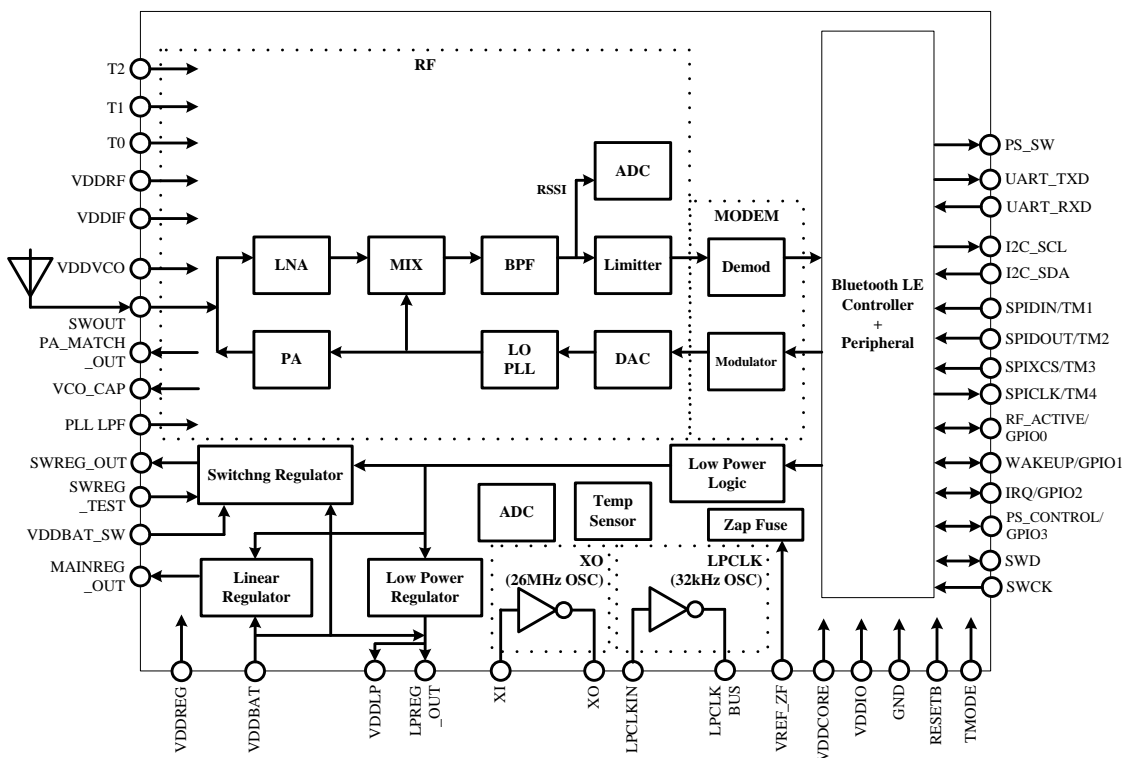 RF
T2
T1
T0
VDDRF
VDDIF
VDDVCO
SWOUT
PA_MATCH
_OUT
VCO_CAP
PLL LPF
SWREG_OUT
SWREG
_TEST
VDDBAT_SW
MAINREG
_OUT
RSSI
ADC
LNA
MIX
BPF
Limitter
PA
LO
PLL
DAC
MODEM
Demod
Modulator
Bluetooth LE
Controller
+
Peripheral
PS_SW
UART_TXD
UART_RXD
I2C_SCL
I2C_SDA
SPIDIN/TM1
SPIDOUT/TM2
SPIXCS/TM3
SPICLK/TM4
RF_ACTIVE/
GPIO0
WAKEUP/GPIO1
IRQ/GPIO2
PS_CONTROL/
GPIO3
SWD
SWCK
Switchng Regulator
Low Power
Logic
ADC
Temp
Sensor
Zap Fuse
Linear
Regulator
Low Power
Regulator
XO
(26MHz OSC)
LPCLK
(32kHz OSC)
VDDREG
VDDBAT
VDDLP
LPREG
_OUT
XI
XO
LPCLKIN
LPCLK
BUS
VREF_ZF
VDDCORE
VDDIO
GND
RESETB
TMODE